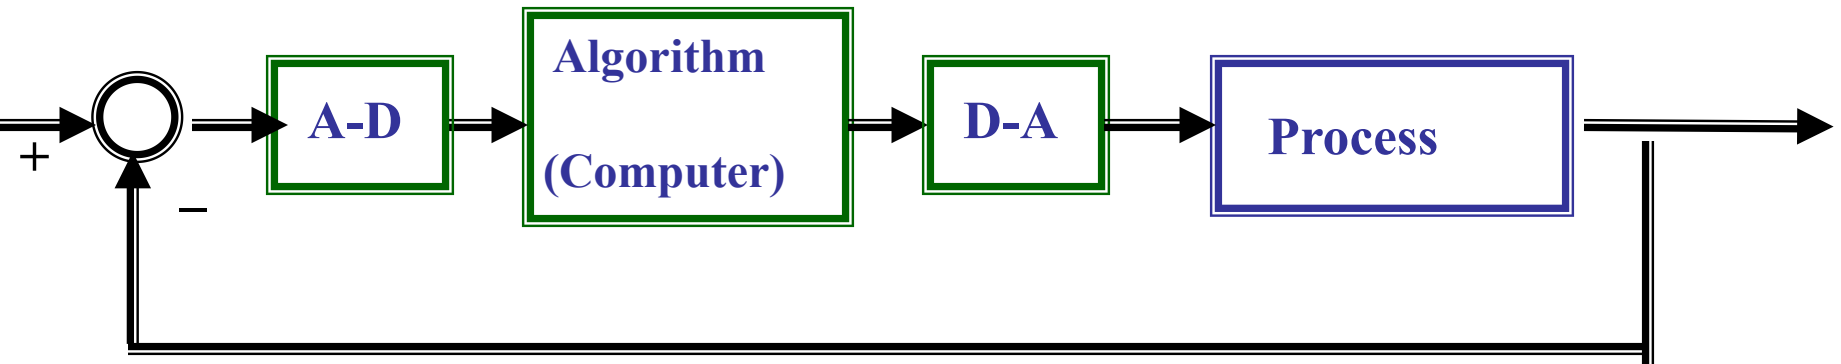 +
−
A-D
Algorithm
(Computer)
D-A
Process